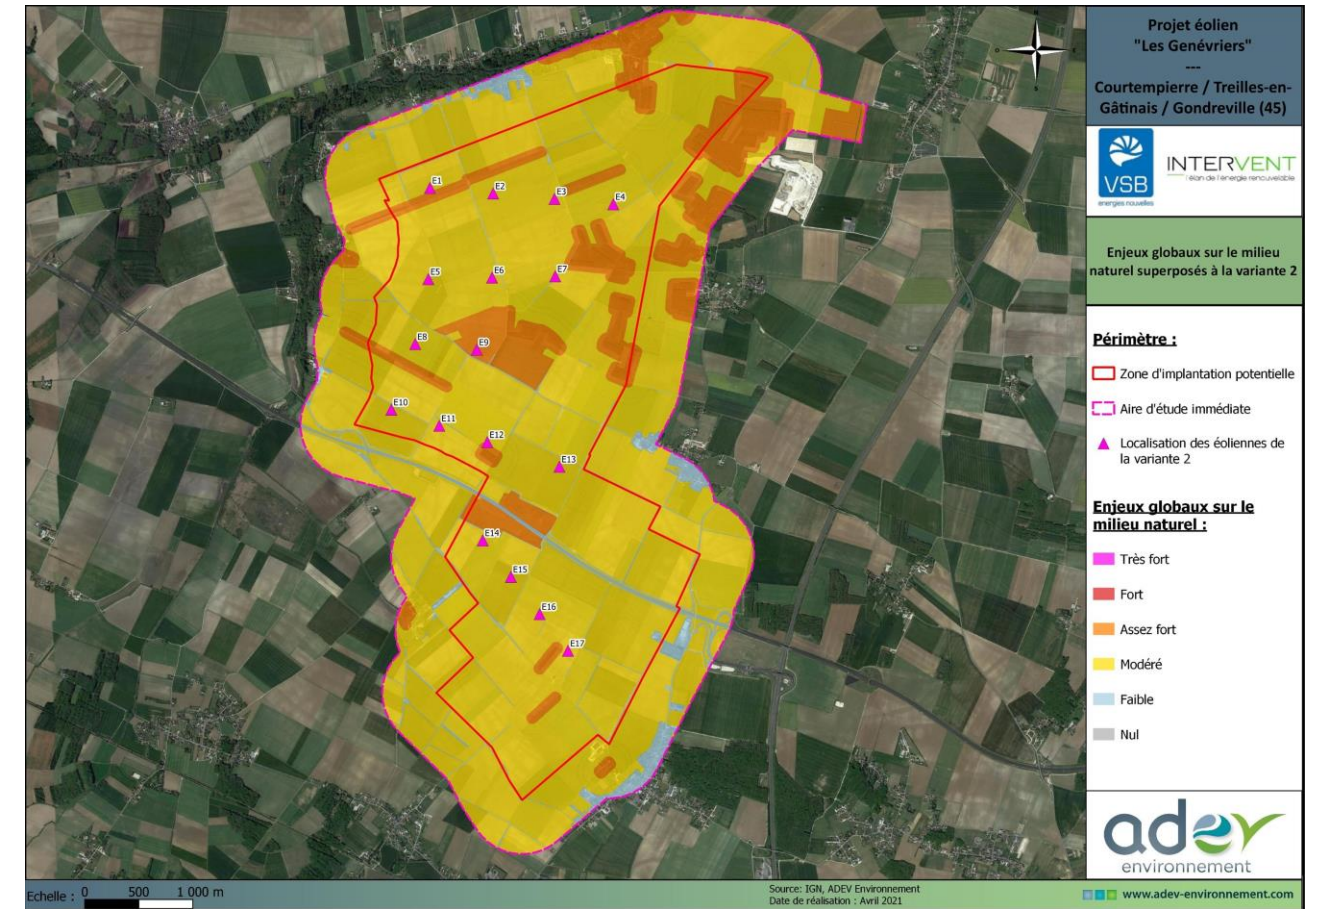 Projet éolien
"Les Genévriers"
---
Courtempierre / Treilles-en-
Gâtinais / Gondreville (45)
VSB
energies nouvelles
INTERVENT
l'élan de l'énergie renouvelable
Enjeux globaux sur le milieu
naturel superposés à la variante 2
Périmètre :
Zone d'implantation potentielle
Aire d'étude immédiate
Localisation des éoliennes de
la variante 2
Enjeux globaux sur le
milieu naturel :
Très fort
Fort
Assez fort
Modéré
Faible
Nul
adev
environnement
www.adev-environnement.com
E1
E2
E3
E4
E5
E6
E7
E8
E9
E10
E11
E12
E13
E14
E15
E16
E17
Echelle : 0 500 1 000 m
Source: IGN, ADEV Environnement
Date de réalisation : Avril 2021